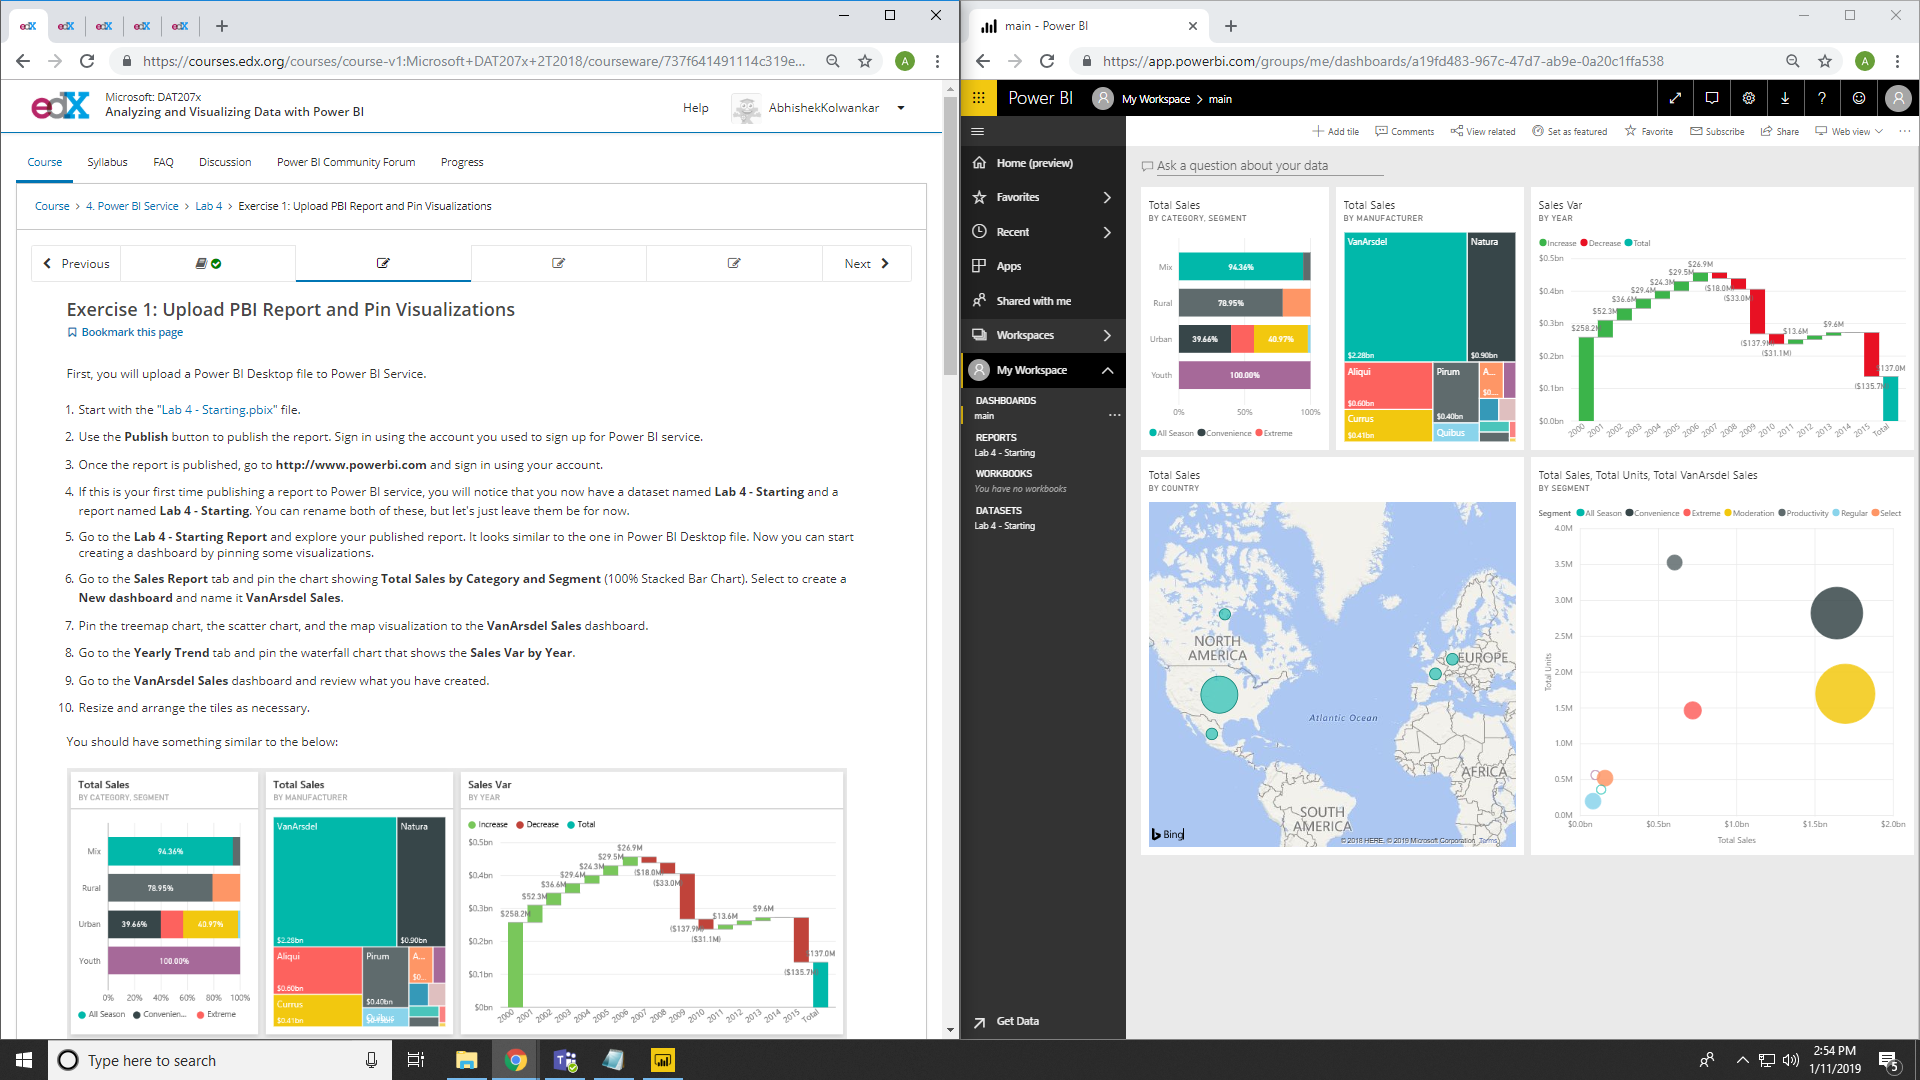 https://courses.edx.org/courses/course-v1:Microsoft+DAT207x+2T2018/courseware/737f641491114c319e...
A
edX
Microsoft: DAT207x
Analyzing and Visualizing Data with Power BI
Help
AbhishekKolwankar
Course
Syllabus
FAQ
Discussion
Power BI Community Forum
Progress
Course > 4. Power BI Service > Lab 4 > Exercise 1: Upload PBI Report and Pin Visualizations
Previous
Next
Exercise 1: Upload PBI Report and Pin Visualizations
Bookmark this page
First, you will upload a Power BI Desktop file to Power BI Service.
1. Start with the "Lab 4 - Starting.pbix" file.
2. Use the Publish button to publish the report. Sign in using the account you used to sign up for Power BI service.
3. Once the report is published, go to http://www.powerbi.com and sign in using your account.
4. If this is your first time publishing a report to Power BI service, you will notice that you now have a dataset named Lab 4 - Starting and a
report named Lab 4 - Starting. You can rename both of these, but let's just leave them be for now.
5. Go to the Lab 4 - Starting Report and explore your published report. It looks similar to the one in Power BI Desktop file. Now you can start
creating a dashboard by pinning some visualizations.
6. Go to the Sales Report tab and pin the chart showing Total Sales by Category and Segment (100% Stacked Bar Chart). Select to create a
New dashboard and name it VanArsdel Sales.
7. Pin the treemap chart, the scatter chart, and the map visualization to the VanArsdel Sales dashboard.
8. Go to the Yearly Trend tab and pin the waterfall chart that shows the Sales Var by Year.
9. Go to the VanArsdel Sales dashboard and review what you have created.
10. Resize and arrange the tiles as necessary.
You should have something similar to the below:
Total Sales
BY CATEGORY, SEGMENT
Mix
94.36%
Rural
78.95%
Urban
39.66%
40.97%
Youth
100.00%
0% 20% 40% 60% 80% 100%
All Season Convenien... Extreme
Total Sales
BY MANUFACTURER
VanArsdel
$2.28bn
Natura
$0.90bn
Aliqui
$0.60bn
Pirum
$0.40bn
A...
$0...
Currus
$0.41bn
Quibus
Sales Var
BY YEAR
Increase Decrease Total
$0.5bn
$0.4bn
$0.3bn
$0.2bn
$0.1bn
$0bn
$258.2M
$52.3M
$36.6M
$29.4M
$24.3M
$29.5M
$26.9M
($18.0M)
($33.0M)
($137.9M)
($31.1M)
$13.6M
$9.6M
($135.7M)
$137.0M
2000 2001 2002 2003 2004 2005 2006 2007 2008 2009 2010 2011 2012 2013 2014 2015 Total
main - Power BI
https://app.powerbi.com/groups/me/dashboards/a19fd483-967c-47d7-ab9e-0a20c1ffa538
A
Power BI
My Workspace > main
Add tile
Comments
View related
Set as featured
Favorite
Subscribe
Share
Web view
Home (preview)
Favorites
Recent
Apps
Shared with me
Workspaces
My Workspace
DASHBOARDS
main
REPORTS
Lab 4 - Starting
WORKBOOKS
You have no workbooks
DATASETS
Lab 4 - Starting
Get Data
Ask a question about your data
Total Sales
BY CATEGORY, SEGMENT
Mix
94.36%
Rural
78.95%
Urban
39.66%
40.97%
Youth
100.00%
0% 50% 100%
All Season Convenience Extreme
Total Sales
BY MANUFACTURER
VanArsdel
$2.28bn
Natura
$0.90bn
Aliqui
$0.60bn
Pirum
$0.40bn
A...
$0...
Currus
$0.41bn
Quibus
Sales Var
BY YEAR
Increase Decrease Total
$0.5bn
$0.4bn
$0.3bn
$0.2bn
$0.1bn
$0.0bn
$258.2M
$52.3M
$36.6M
$29.4M
$24.3M
$29.5M
$26.9M
($18.0M)
($33.0M)
($137.9M)
($31.1M)
$13.6M
$9.6M
($135.7M)
$137.0M
2000 2001 2002 2003 2004 2005 2006 2007 2008 2009 2010 2011 2012 2013 2014 2015 Total
Total Sales
BY COUNTRY
NORTH
AMERICA
EUROPE
Atlantic Ocean
AFRICA
SOUTH
AMERICA
Bing
© 2018 HERE, © 2019 Microsoft Corporation Terms
Total Sales, Total Units, Total VanArsdel Sales
BY SEGMENT
Segment All Season Convenience Extreme Moderation Productivity Regular Select
4.0M
3.5M
3.0M
2.5M
2.0M
1.5M
1.0M
0.5M
0.0M
Total Units
$0.0bn $0.5bn $1.0bn $1.5bn $2.0bn
Total Sales
Type here to search
2:54 PM
1/11/2019
5